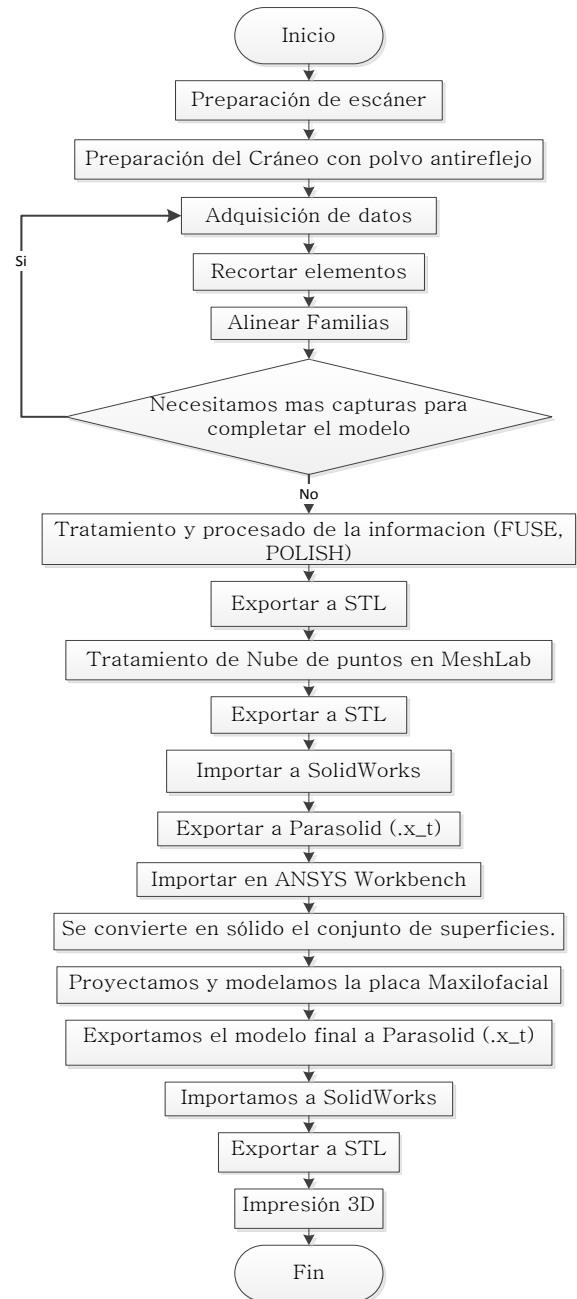 Inicio
Preparación de escáner
Preparación del Cráneo con polvo antireflejo
Adquisición de datos
Si
Recortar elementos
Alinear Familias
Necesitamos mas capturas para
completar el modelo
No
Tratamiento y procesado de la informacion (FUSE,
POLISH)
Exportar a STL
Tratamiento de Nube de puntos en MeshLab
Exportar a STL
Importar a SolidWorks
Exportar a Parasolid (.x_t)
Importar en ANSYS Workbench
Se convierte en sólido el conjunto de superficies.
Proyectamos y modelamos la placa Maxilofacial
Exportamos el modelo final a Parasolid (.x_t)
Importamos a SolidWorks
Exportar a STL
Impresión 3D
Fin